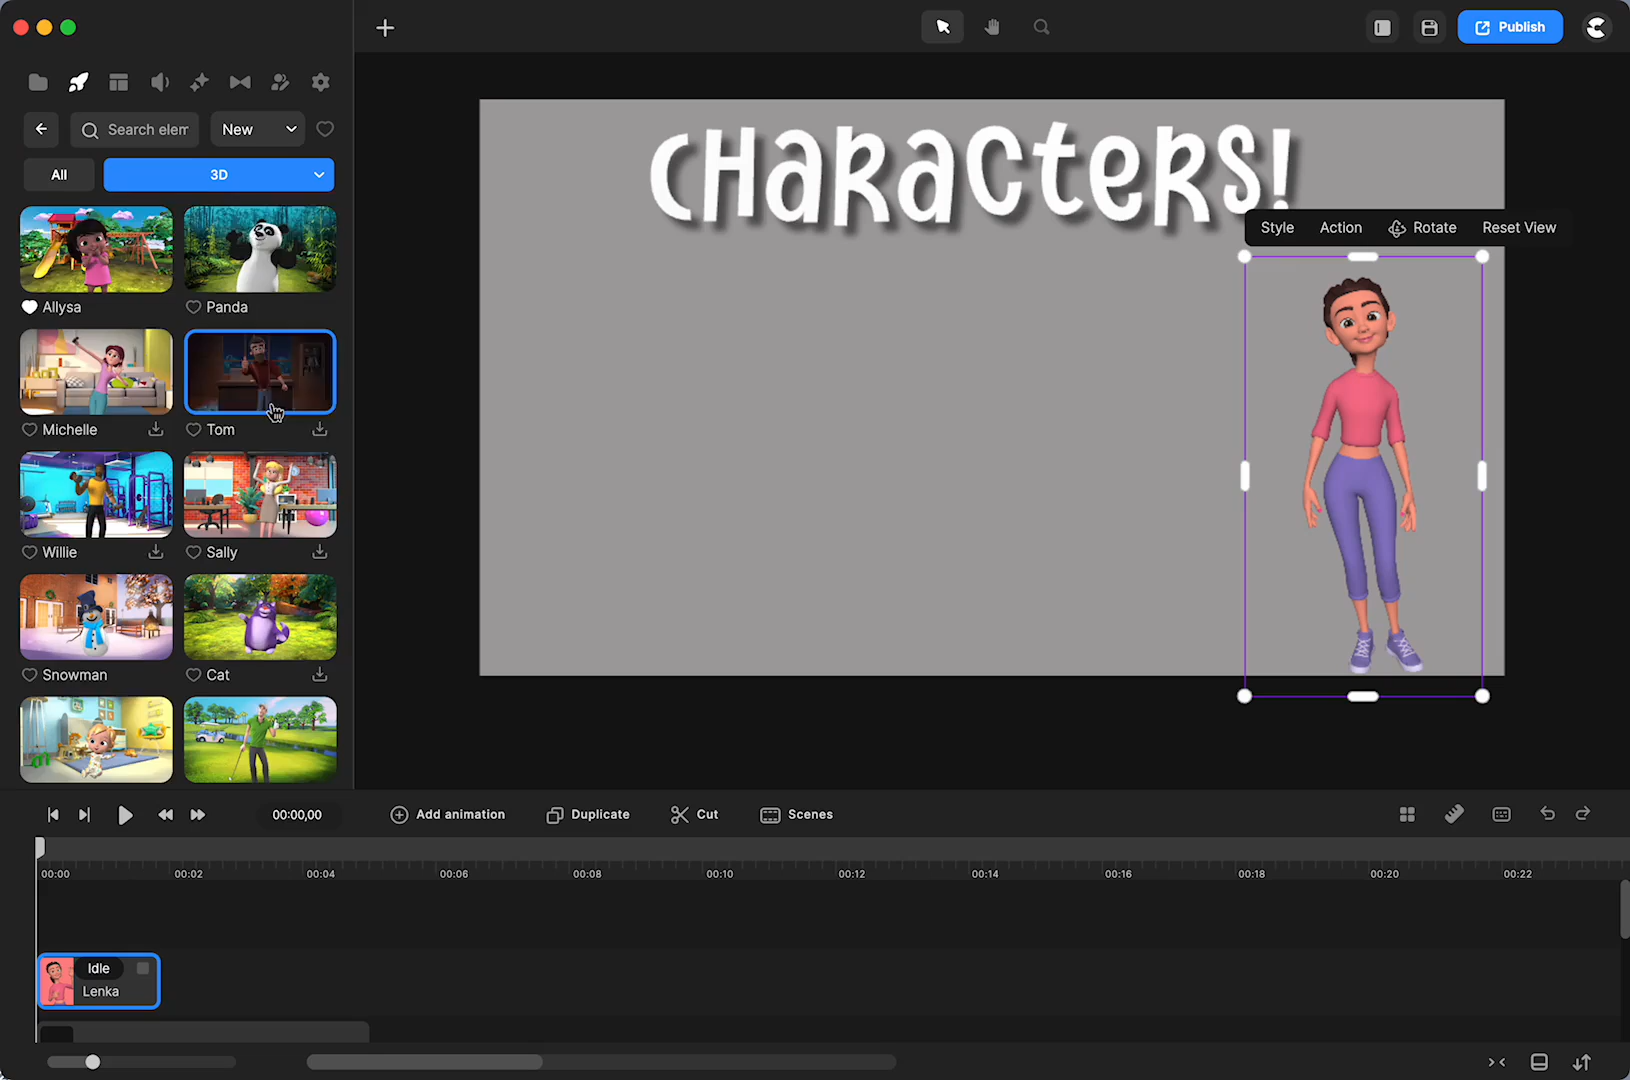 Publish
Search elem
New
All
3D
CHARACTERS!
Style Action Rotate Reset View
Allysa
Panda
Michelle
Tom
Willie
Sally
Snowman
Cat
00:00,00
Add animation
Duplicate
Cut
Scenes
00:00 00:02 00:04 00:06 00:08 00:10 00:12 00:14 00:16 00:18 00:20 00:22
Idle
Lenka